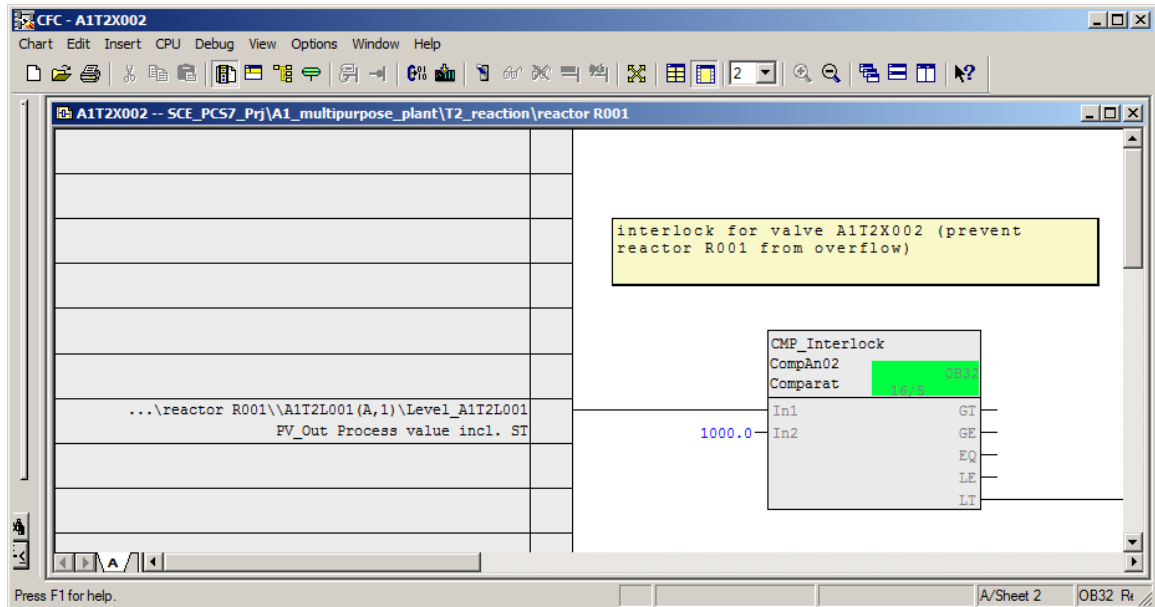 CFC - A1T2X002
Chart Edit Insert CPU Debug View Options Window Help
2
A1T2X002 -- SCE_PCS7_Prj\A1_multipurpose_plant\T2_reaction\reactor R001
interlock for valve A1T2X002 (prevent
reactor R001 from overflow)
CMP_Interlock
CompAn02
OB32
Comparat
16/5
...\reactor R001\\A1T2L001(A,1)\Level_A1T2L001
In1
GT
PV_Out Process value incl. ST
1000.0
In2
GE
EQ
LE
LT
A
Press F1 for help.
A/Sheet 2
OB32